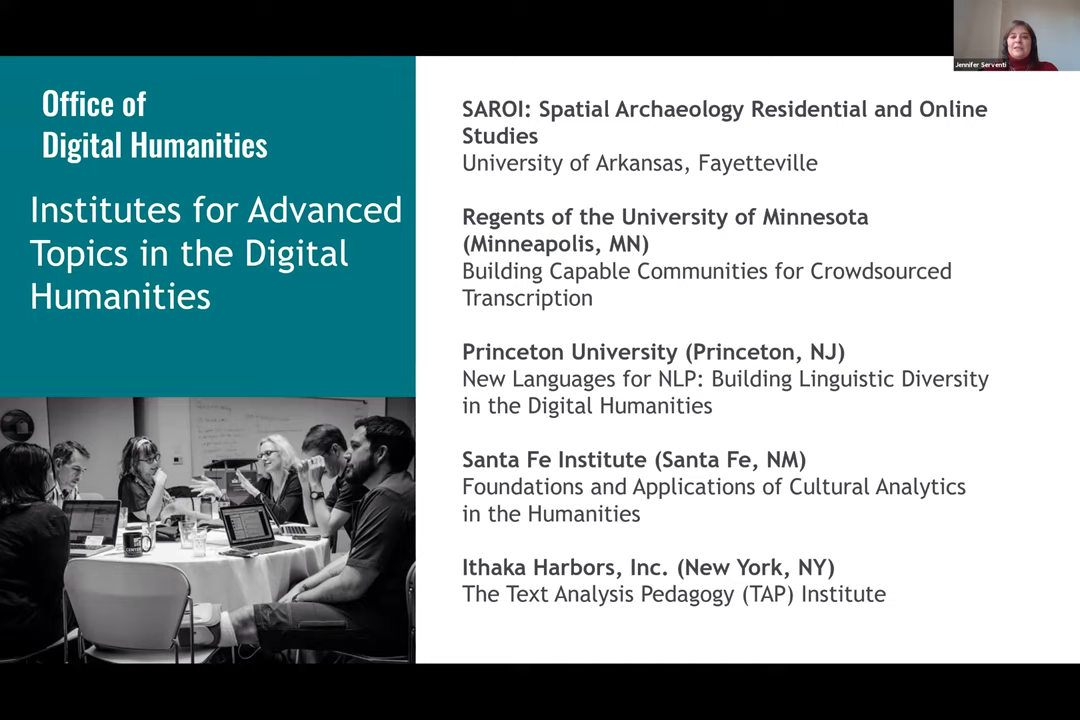 Jennifer Serventi
Office of
Digital Humanities
Institutes for Advanced
Topics in the Digital
Humanities
SAROI: Spatial Archaeology Residential and Online
Studies
University of Arkansas, Fayetteville
Regents of the University of Minnesota
(Minneapolis, MN)
Building Capable Communities for Crowdsourced
Transcription
Princeton University (Princeton, NJ)
New Languages for NLP: Building Linguistic Diversity
in the Digital Humanities
Santa Fe Institute (Santa Fe, NM)
Foundations and Applications of Cultural Analytics
in the Humanities
Ithaka Harbors, Inc. (New York, NY)
The Text Analysis Pedagogy (TAP) Institute